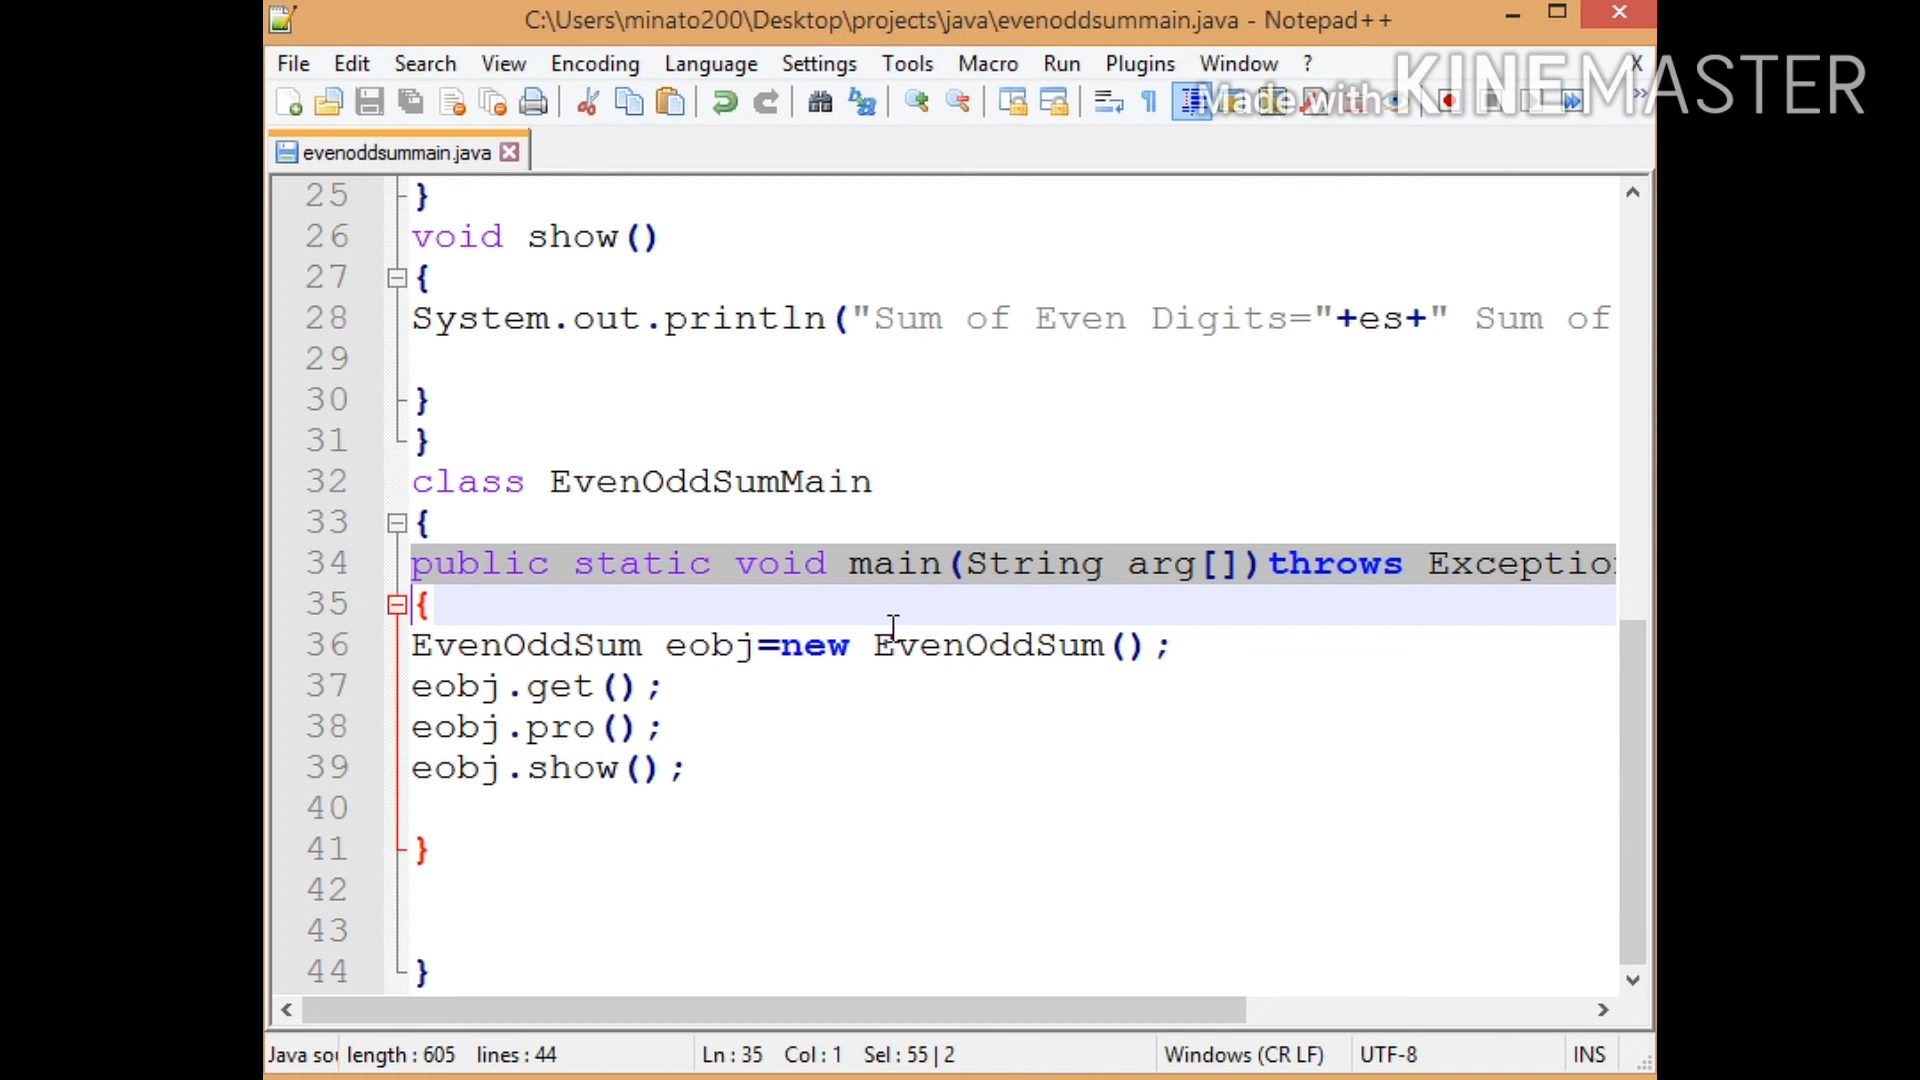 C:\Users\minato200\Desktop\projects\java\evenoddsummain.java - Notepad++
File Edit Search View Encoding Language Settings Tools Macro Run Plugins Window ? X
Made with KINEMASTER
evenoddsummain.java
25 }
26 void show()
27 {
28 System.out.println("Sum of Even Digits="+es+" Sum of
29
30 }
31 }
32 class EvenOddSumMain
33 {
34 public static void main(String arg[])throws Exceptio
35 {
36 EvenOddSum eobj=new EvenOddSum();
37 eobj.get();
38 eobj.pro();
39 eobj.show();
40
41 }
42
43
44 }
Java sou length : 605 lines : 44 Ln : 35 Col : 1 Sel : 55 | 2 Windows (CR LF) UTF-8 INS